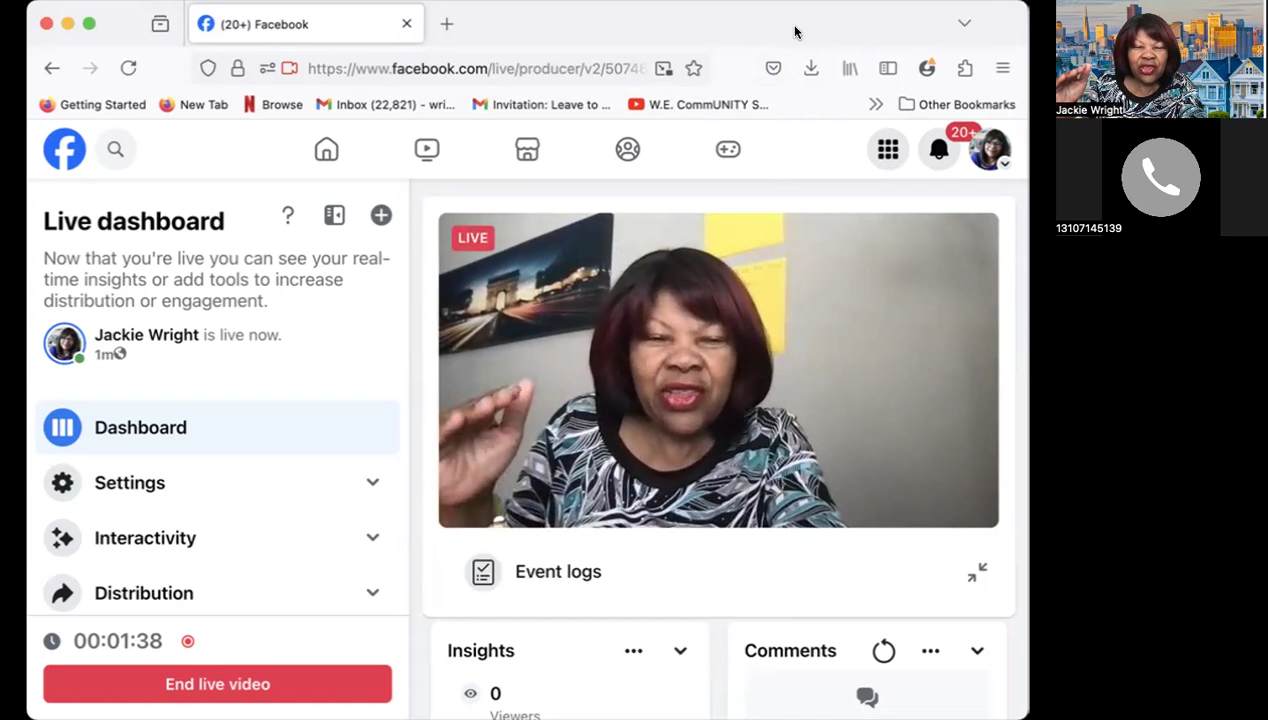 (20+) Facebook
https://www.facebook.com/live/producer/v2/50746
Getting Started
New Tab
Browse
Inbox (22,821) - wri...
Invitation: Leave to ...
W.E. CommUNITY S...
Other Bookmarks
20+
Live dashboard
Now that you're live you can see your real-
time insights or add tools to increase
distribution or engagement.
Jackie Wright is live now.
1m
Dashboard
Settings
Interactivity
Distribution
00:01:38
End live video
LIVE
Event logs
Insights
0
Viewers
Comments
Jackie Wright
13107145139